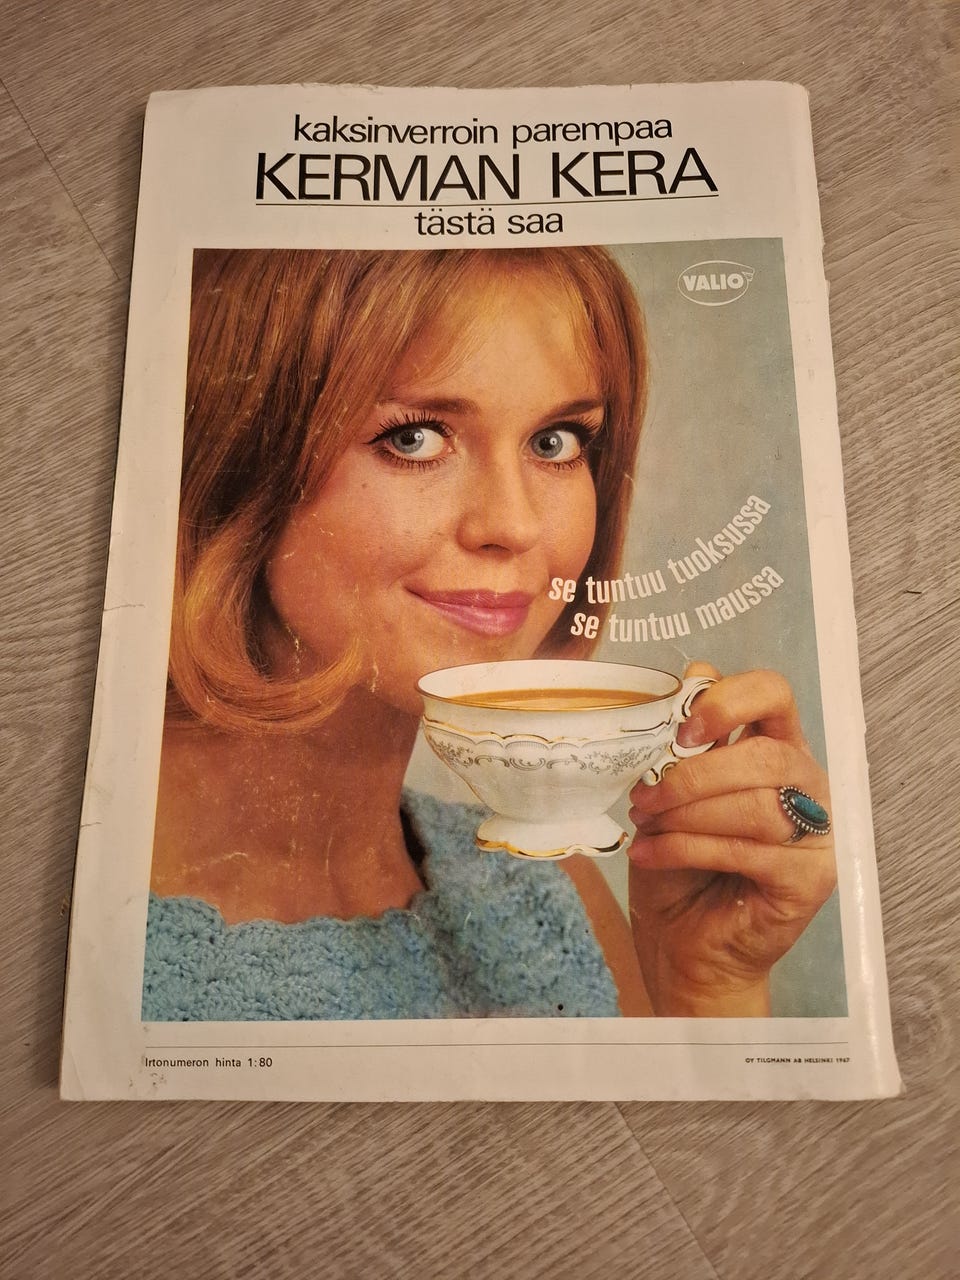 kaksinverroin parempaa
KERMAN KERA
tästä saa
VALIO
se tuntuu tuoksussa
se tuntuu maussa
Irtonumeron hinta 1:80
OY TILGMANN AB HELSINKI 1967